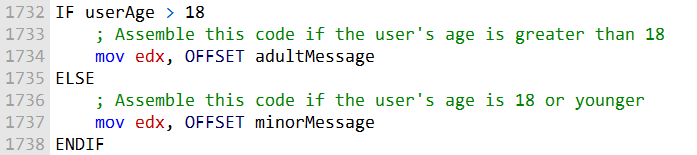 1732 IF userAge > 18
1733     ; Assemble this code if the user's age is greater than 18
1734     mov edx, OFFSET adultMessage
1735 ELSE
1736     ; Assemble this code if the user's age is 18 or younger
1737     mov edx, OFFSET minorMessage
1738 ENDIF